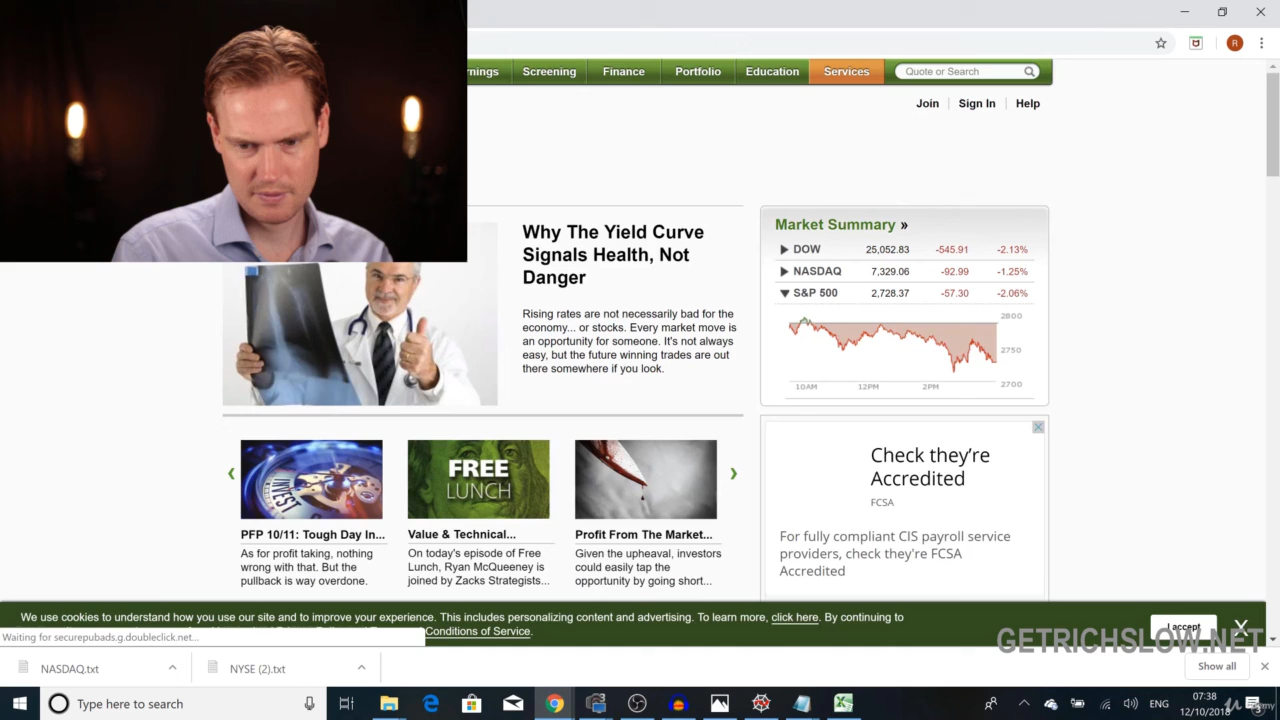 R
rnings
Screening
Finance
Portfolio
Education
Services
Quote or Search
Join
Sign In
Help
Why The Yield Curve
Signals Health, Not
Danger
Rising rates are not necessarily bad for the
economy... or stocks. Every market move is
an opportunity for someone. It's not always
easy, but the future winning trades are out
there somewhere if you look.
Market Summary »
DOW 25,052.83 -545.91 -2.13%
NASDAQ 7,329.06 -92.99 -1.25%
S&P 500 2,728.37 -57.30 -2.06%
2800
2750
2700
10AM 12PM 2PM
INVEST
FREE
LUNCH
PFP 10/11: Tough Day In...
As for profit taking, nothing
wrong with that. But the
pullback is way overdone.
Value & Technical...
On today's episode of Free
Lunch, Ryan McQueeney is
joined by Zacks Strategists...
Profit From The Market...
Given the upheaval, investors
could easily tap the
opportunity by going short...
Check they're
Accredited
FCSA
For fully compliant CIS payroll service
providers, check they're FCSA
Accredited
We use cookies to understand how you use our site and to improve your experience. This includes personalizing content and advertising. To learn more, click here. By continuing to
Conditions of Service.
I accept
X
Waiting for securepubads.g.doubleclick.net...
GETRICHSLOW.NET
NASDAQ.txt
NYSE (2).txt
Show all
Type here to search
ENG
07:38
12/10/2018
3